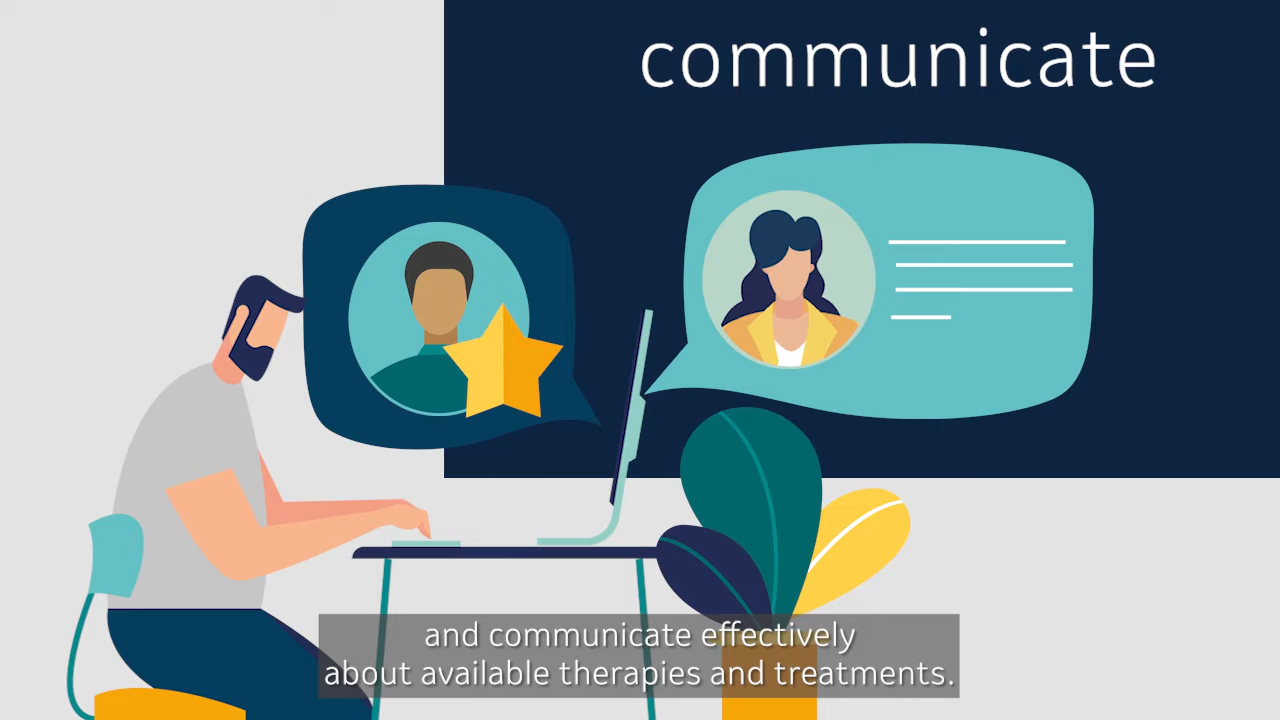 communicate
and communicate effectively
about available therapies and treatments.